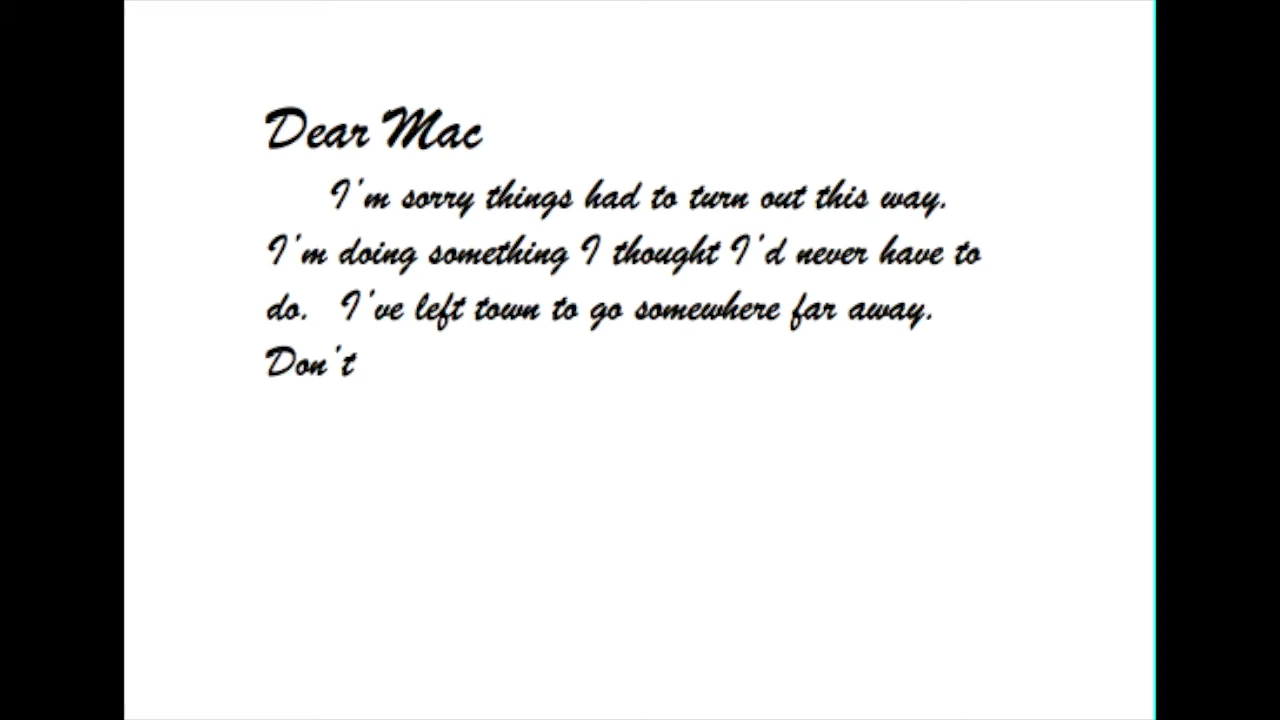 Dear Mac
I'm sorry things had to turn out this way.
I'm doing something I thought I'd never have to
do. I've left town to go somewhere far away.
Don't